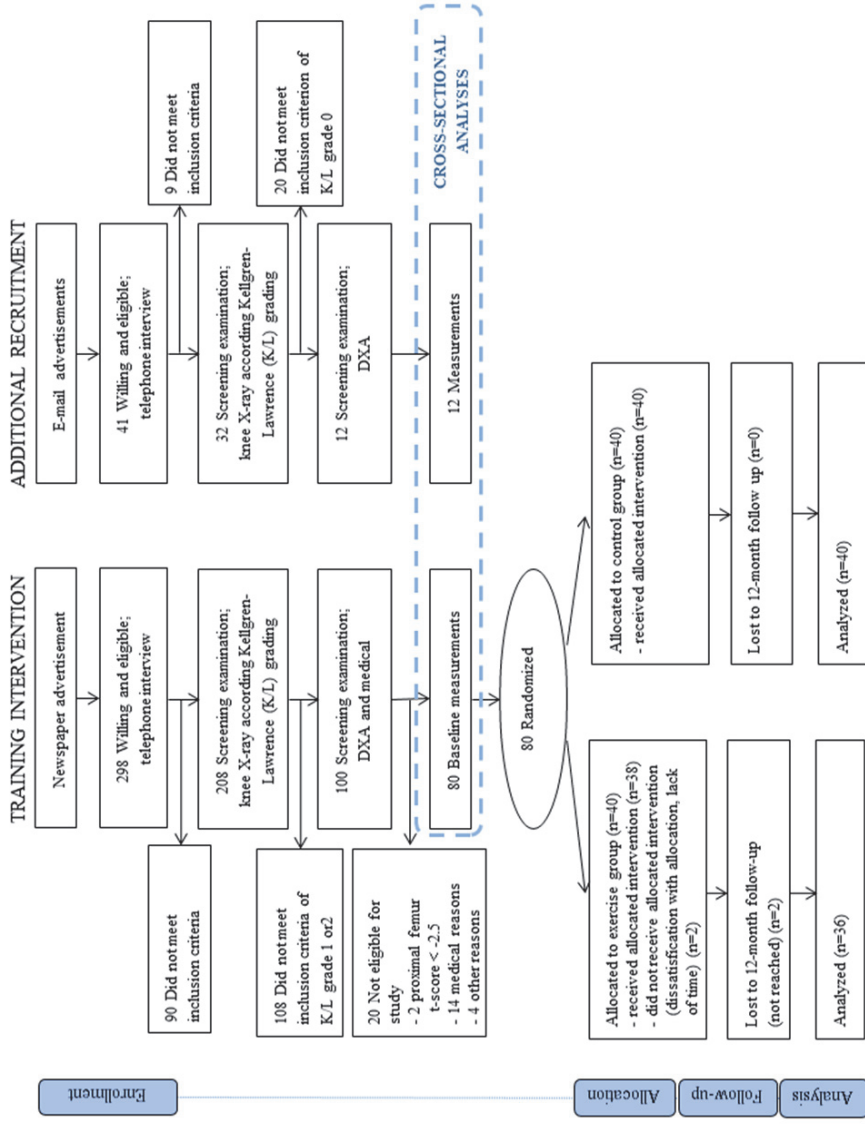 TRAINING INTERVENTION
ADDITIONAL RECRUITMENT
Newspaper advertisement
298 Willing and eligible;
telephone interview
90 Did not meet
inclusion criteria
208 Screening examination;
knee X-ray according Kellgren-
Lawrence (K/L) grading
108 Did not meet
inclusion criteria of
K/L grade 1 or2
100 Screening examination;
DXA and medical
20 Not eligible for
study
- 2 proximal femur
t-score < -2.5
- 14 medical reasons
- 4 other reasons
80 Baseline measurements
E-mail advertisements
41 Willing and eligible;
telephone interview
9 Did not meet
inclusion criteria
32 Screening examination;
knee X-ray according Kellgren-
Lawrence (K/L) grading
20 Did not meet
inclusion criterion of
K/L grade 0
12 Screening examination;
DXA
12 Measurements
CROSS-SECTIONAL
ANALYSES
80 Randomized
Allocated to exercise group (n=40)
- received allocated intervention (n=38)
- did not receive allocated intervention
(dissatisfication with allocation, lack
of time) (n=2)
Allocated to control group (n=40)
- received allocated intervention (n=40)
Lost to 12-month follow-up
(not reached) (n=2)
Lost to 12-month follow up (n=0)
Analyzed (n=36)
Analyzed (n=40)
Enrollment
Allocation
Follow-up
Analysis